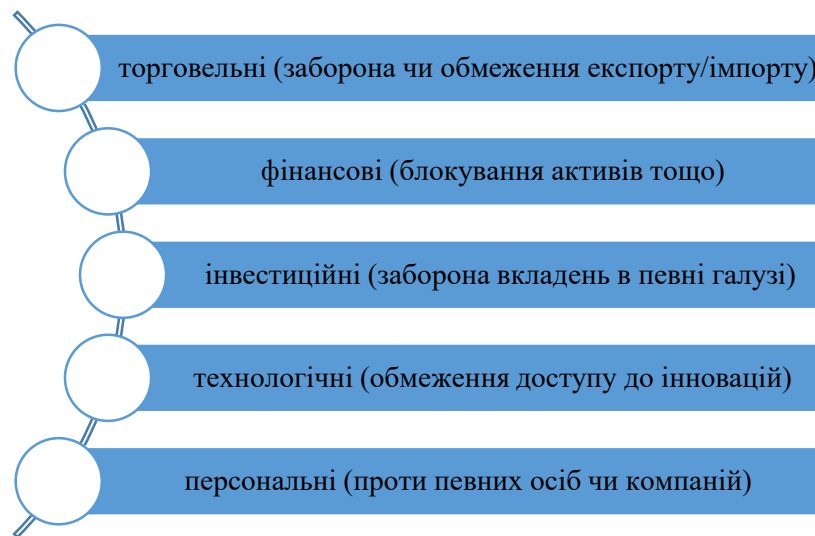 торговельні (заборона чи обмеження експорту/імпорту)
фінансові (блокування активів тощо)
інвестиційні (заборона вкладень в певні галузі)
технологічні (обмеження доступу до інновацій)
персональні (проти певних осіб чи компаній)